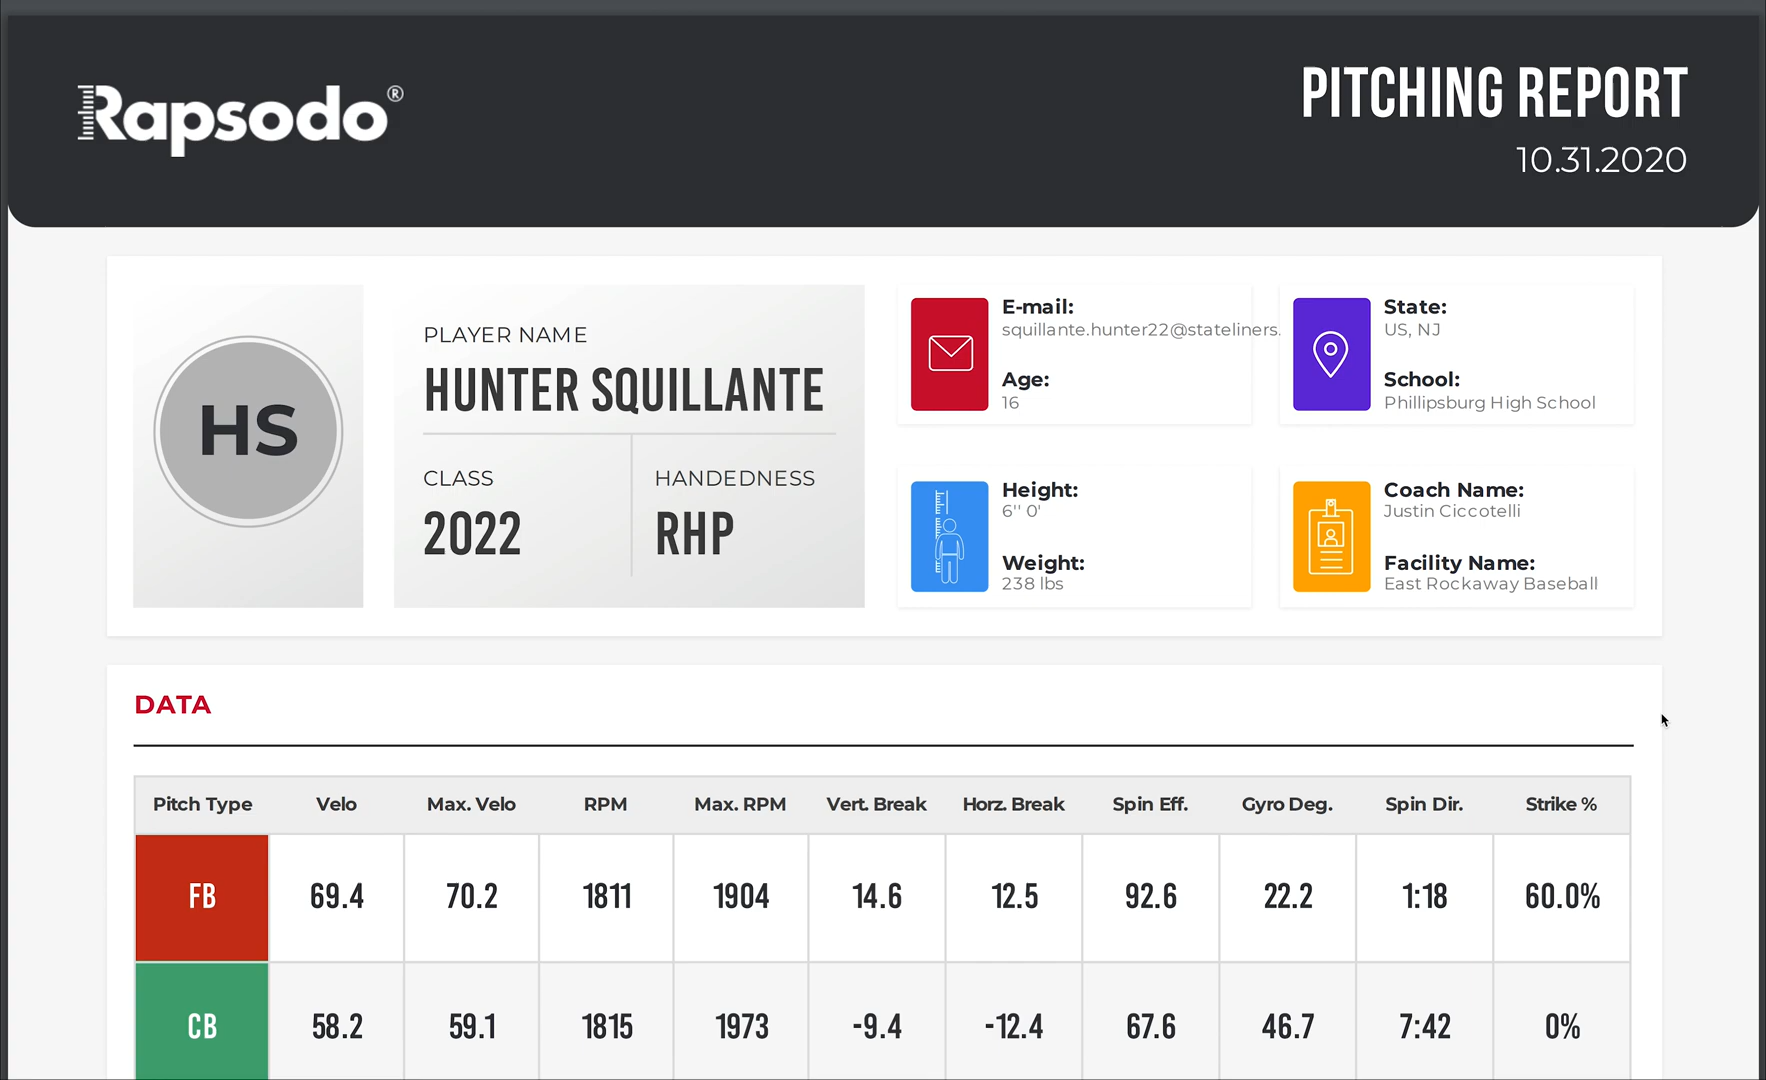 Rapsodo®
PITCHING REPORT
10.31.2020
HS
PLAYER NAME
HUNTER SQUILLANTE
CLASS
2022
HANDEDNESS
RHP
E-mail:
squillante.hunter22@stateliners.
Age:
16
State:
US, NJ
School:
Phillipsburg High School
Height:
6'' 0'
Weight:
238 lbs
Coach Name:
Justin Ciccotelli
Facility Name:
East Rockaway Baseball
DATA
Pitch Type Velo Max. Velo RPM Max. RPM Vert. Break Horz. Break Spin Eff. Gyro Deg. Spin Dir. Strike %
FB 69.4 70.2 1811 1904 14.6 12.5 92.6 22.2 1:18 60.0%
CB 58.2 59.1 1815 1973 -9.4 -12.4 67.6 46.7 7:42 0%